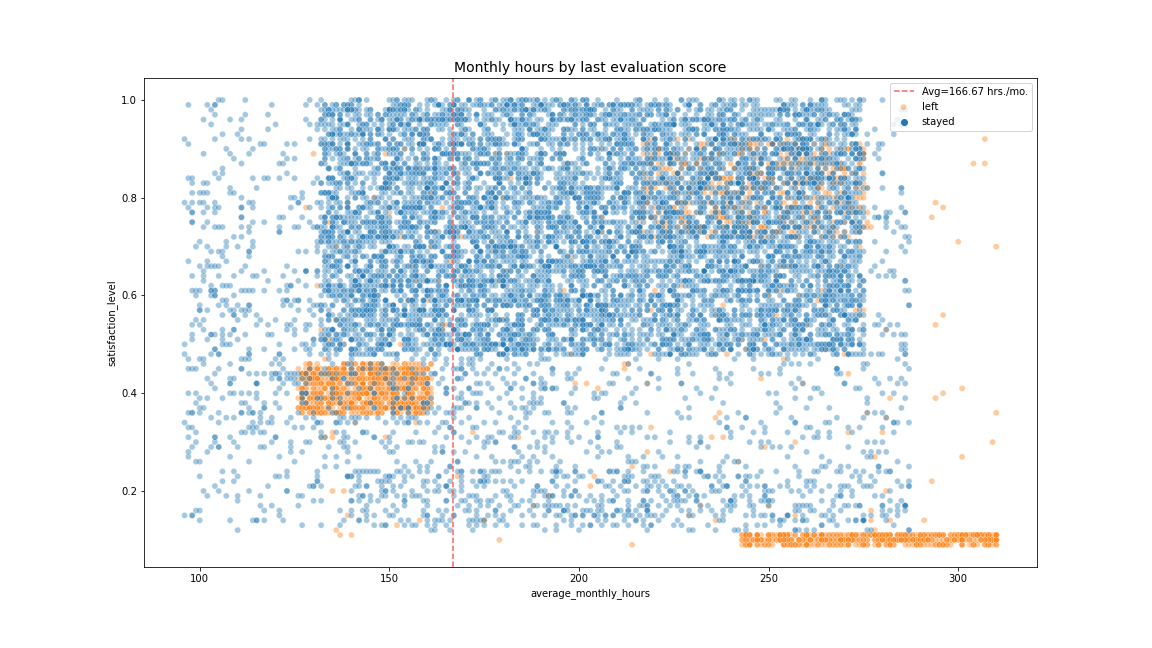 Monthly hours by last evaluation score
Avg=166.67 hrs./mo.
left
stayed
satisfaction_level
1.0
0.8
0.6
0.4
0.2
100 150 200 250 300
average_monthly_hours